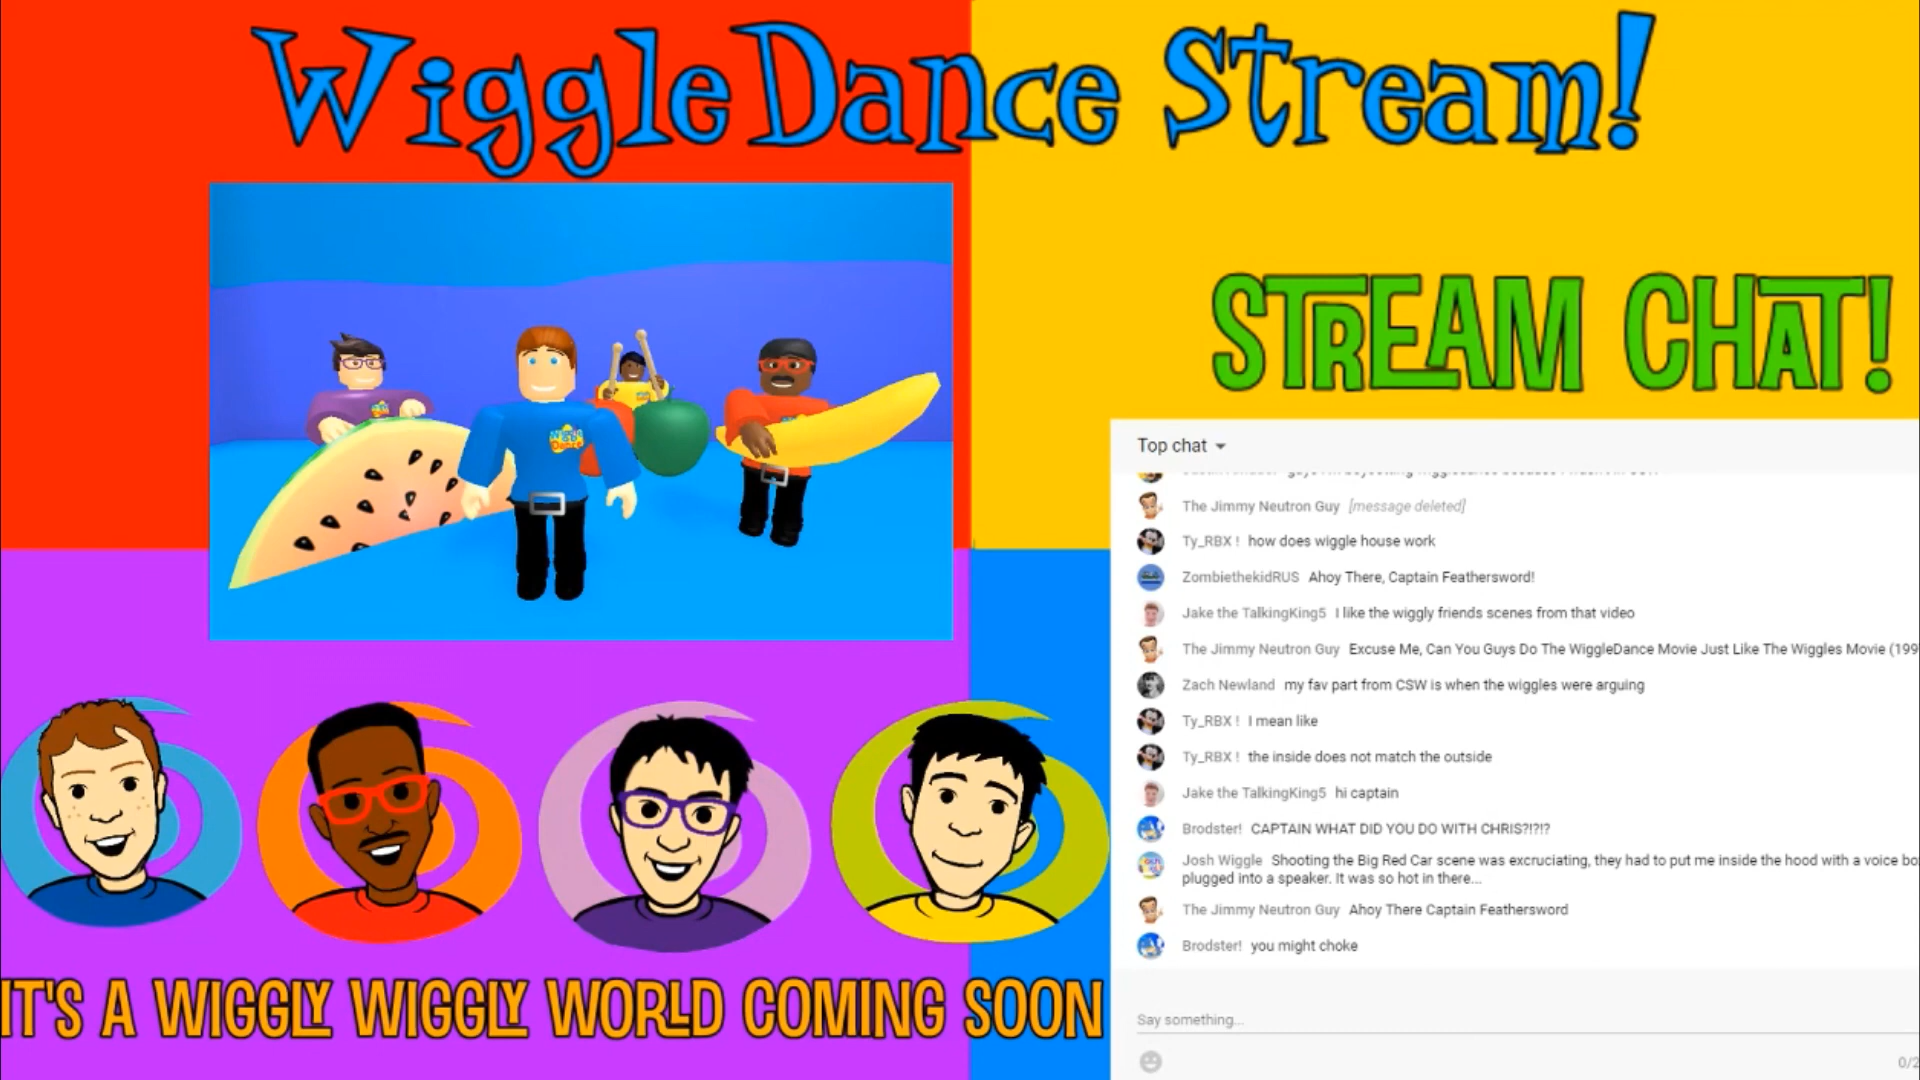 WiggleDance Stream!
STREAM CHAT!
Wiggle
Dance
Top chat
The Jimmy Neutron Guy [message deleted]
Ty_RBX ! how does wiggle house work
ZombiethekidRUS Ahoy There, Captain Feathersword!
Jake the TalkingKing5 I like the wiggly friends scenes from that video
The Jimmy Neutron Guy Excuse Me, Can You Guys Do The WiggleDance Movie Just Like The Wiggles Movie (199
Zach Newland my fav part from CSW is when the wiggles were arguing
Ty_RBX ! I mean like
Ty_RBX ! the inside does not match the outside
Jake the TalkingKing5 hi captain
Brodster! CAPTAIN WHAT DID YOU DO WITH CHRIS?!?!?
Josh Wiggle Shooting the Big Red Car scene was excruciating, they had to put me inside the hood with a voice bo
plugged into a speaker. It was so hot in there...
The Jimmy Neutron Guy Ahoy There Captain Feathersword
Brodster! you might choke
Say something...
0/2
IT'S A WIGGLY WIGGLY WORLD COMING SOON